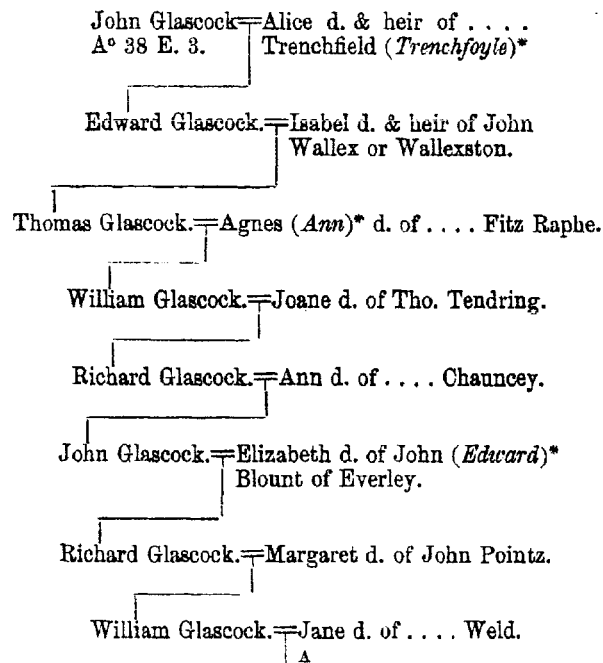 John Glascock=Alice d. & heir of . . . .
Aº 38 E. 3. Trenchfield (Trenchfoyle)*
Edward Glascock.=Isabel d. & heir of John
Wallex or Wallexston.
Thomas Glascock.=Agnes (Ann)* d. of . . . . Fitz Raphe.
William Glascock.=Joane d. of Tho. Tendring.
Richard Glascock.=Ann d. of . . . . Chauncey.
John Glascock.=Elizabeth d. of John (Edward)*
Blount of Everley.
Richard Glascock.=Margaret d. of John Pointz.
William Glascock.=Jane d. of . . . . Weld.
A